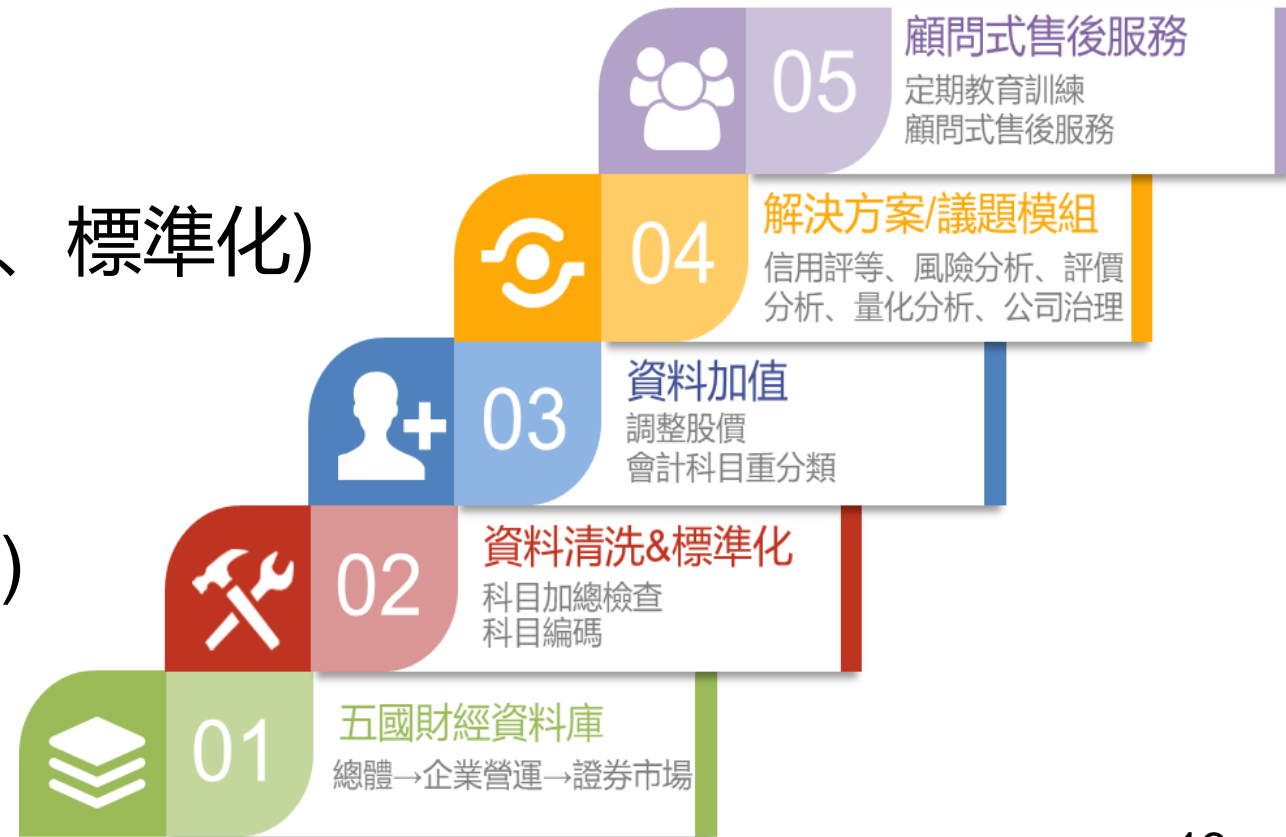 05
顧問式售後服務
定期教育訓練
顧問式售後服務
、標準化)
04
解決方案/議題模組
信用評等、風險分析、評價
分析、量化分析、公司治理
03
資料加值
調整股價
會計科目重分類
)
02
資料清洗&標準化
科目加總檢查
科目編碼
01
五國財經資料庫
總體→企業營運→證券市場